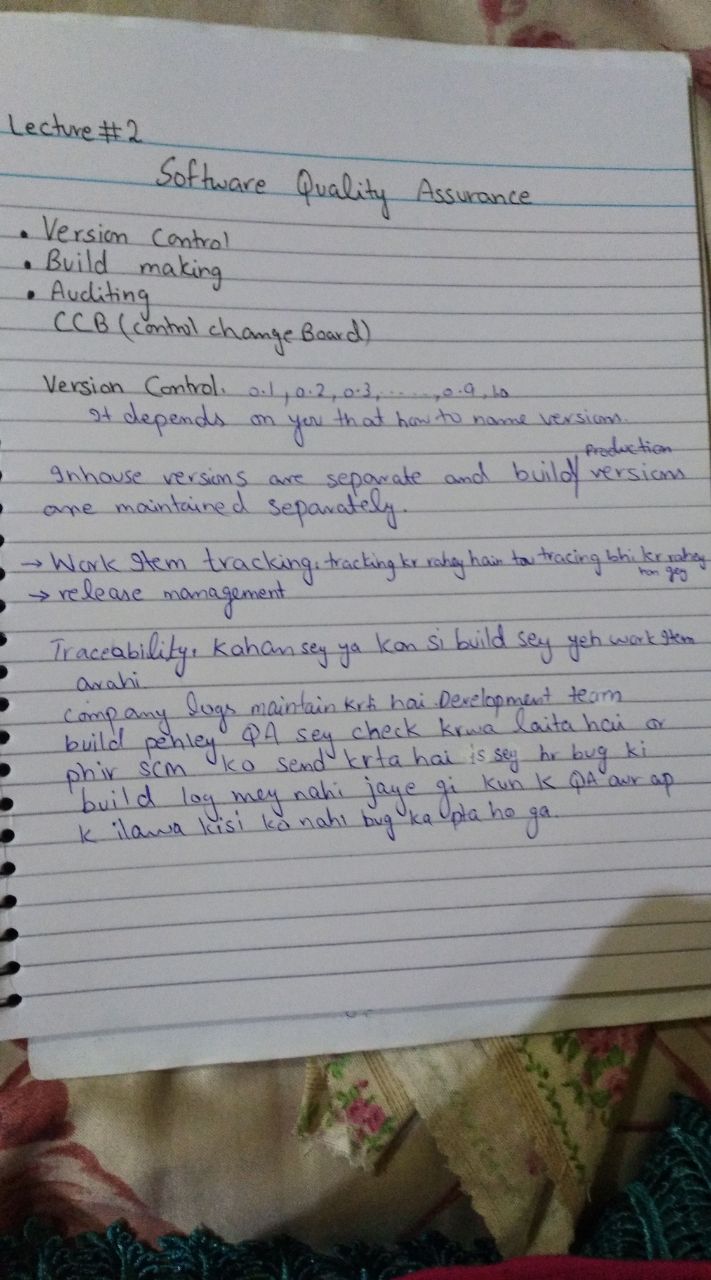 Lecture #2
Software Quality Assurance
• Version Control
• Build making
• Auditing
CCB (control change Board)
Version Control. 0.1, 0.2, 0.3, ......, 0.9, 1.0
It depends on you that how to name versions.
Inhouse versions are separate and build/ production versions
are maintained separately.
→ Work Item tracking. tracking kr rahey hain tou tracing bhi kr rahey
hon gey
→ release management
Traceability. Kahan sey ya kon si build sey yeh work Item
arahi.
company logs maintain krti hai. Development team
build pehley QA sey check krwa laita hai or
phir SCM ko send krta hai is sey hr bug ki
build log mey nahi jaye gi kun k QA aur ap
k ilawa kisi ko nahi bug ka pta ho ga.